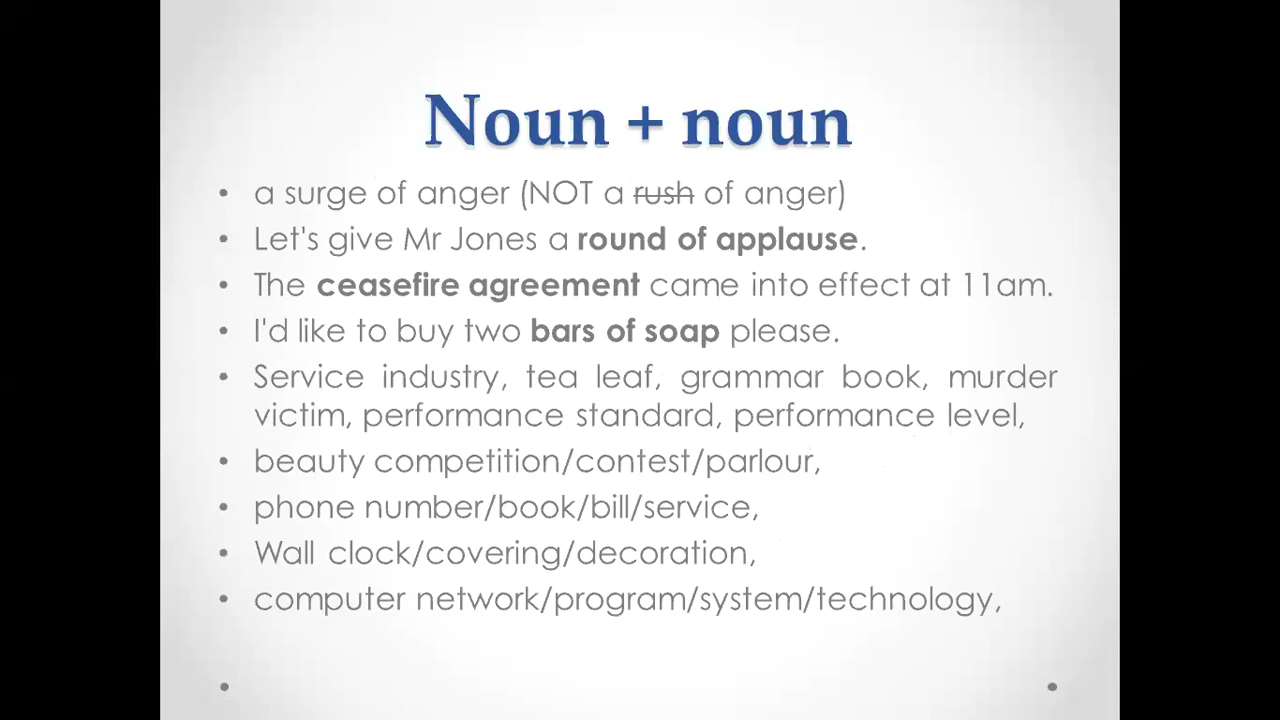 Noun + noun
• a surge of anger (NOT a rush of anger)
• Let's give Mr Jones a round of applause.
• The ceasefire agreement came into effect at 11am.
• I'd like to buy two bars of soap please.
• Service industry, tea leaf, grammar book, murder
victim, performance standard, performance level,
• beauty competition/contest/parlour,
• phone number/book/bill/service,
• Wall clock/covering/decoration,
• computer network/program/system/technology,